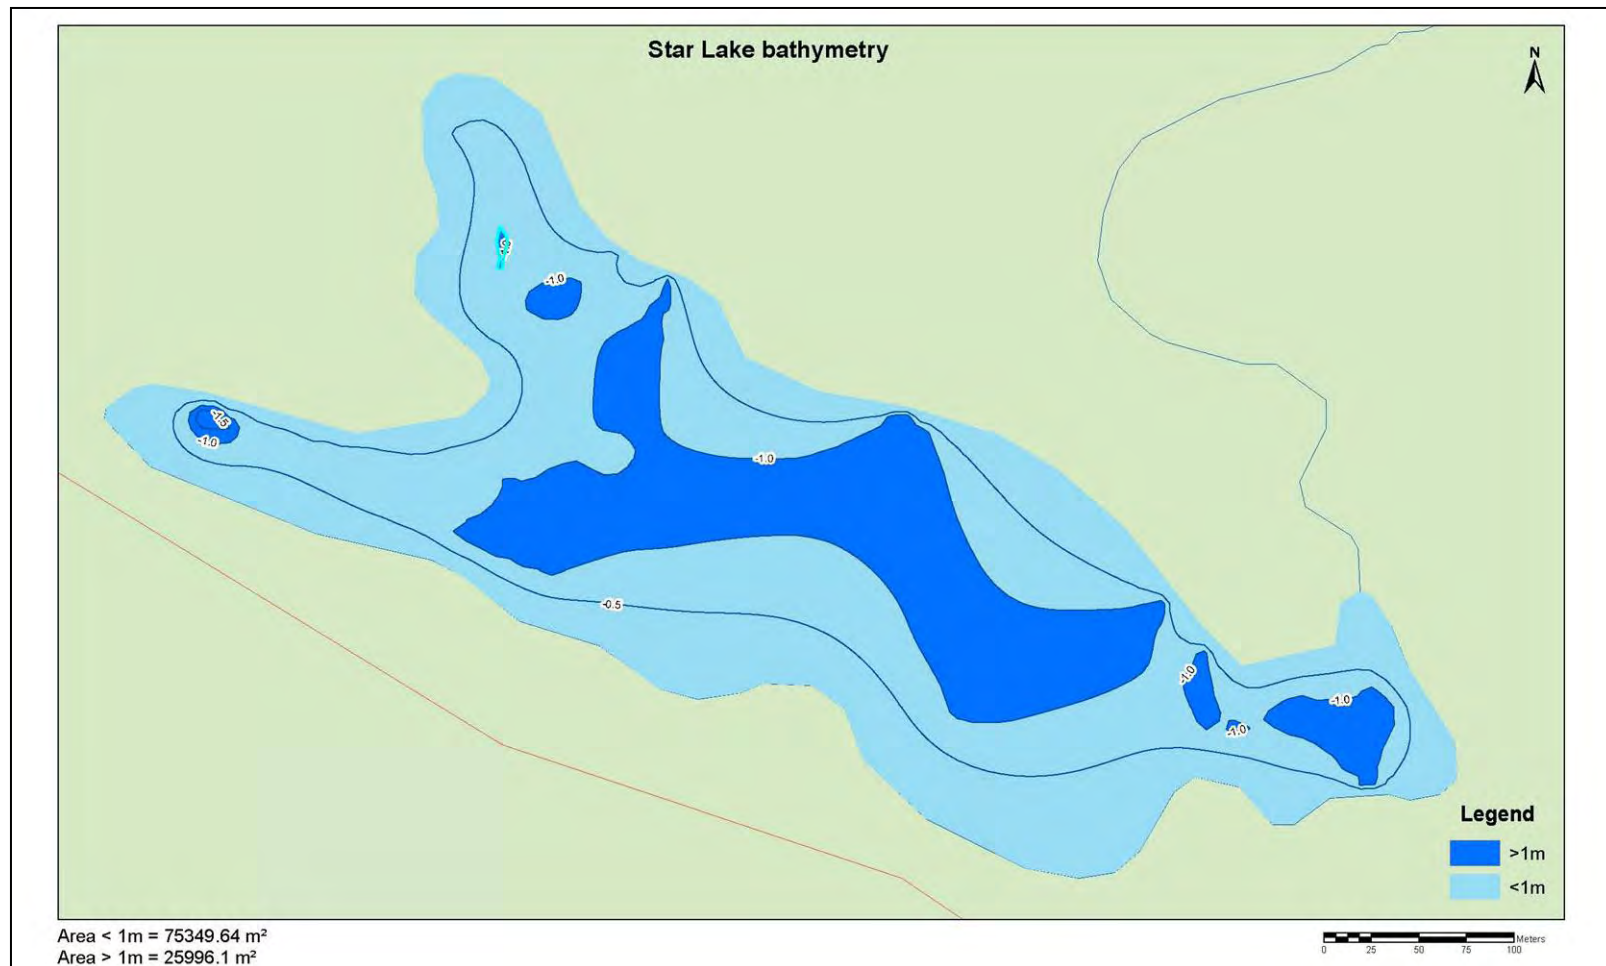 Star Lake bathymetry
N
-1.0
-1.5
-1.0
-1.0
-0.5
-1.0
-1.0
-1.0
Legend
>1m
<1m
Area < 1m = 75349.64 m²
Area > 1m = 25996.1 m²
Meters
0 25 50 75 100